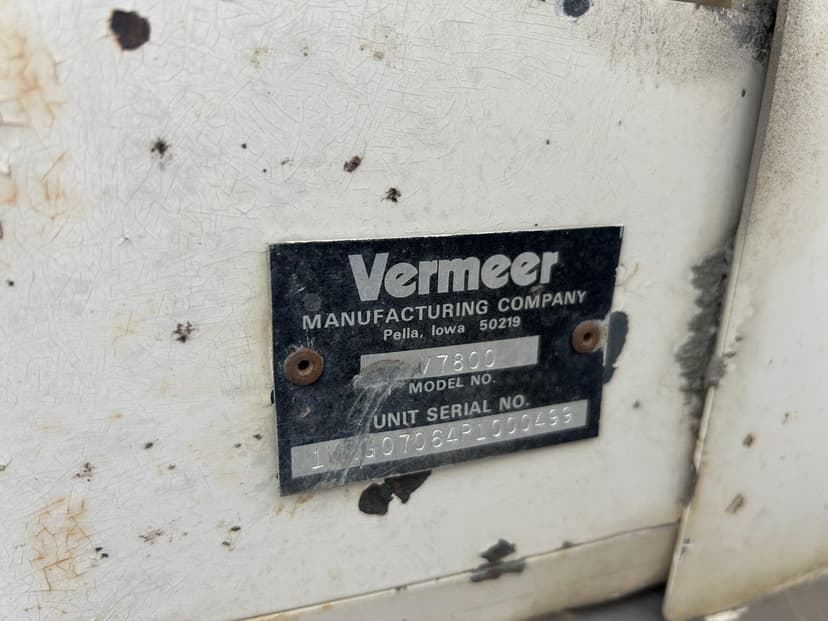 Vermeer
MANUFACTURING COMPANY
Pella, Iowa 50219
V7800
MODEL NO.
UNIT SERIAL NO.